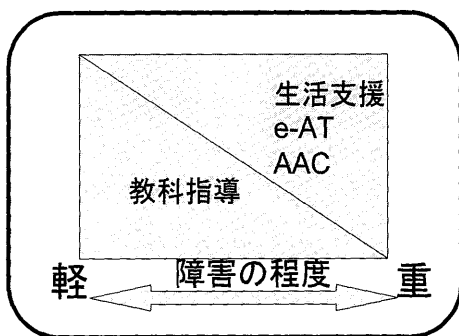 生活支援
e-AT
AAC
教科指導
軽
障害の程度
重